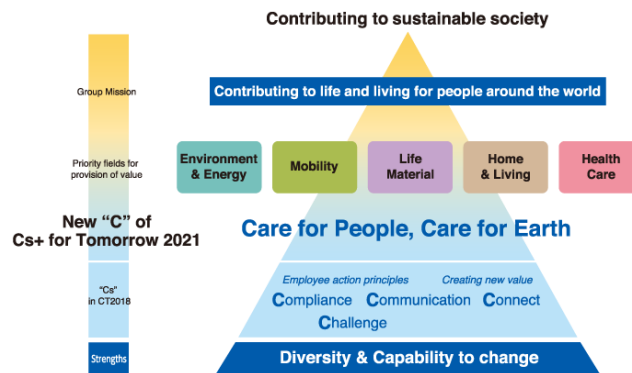 Contributing to sustainable society
Group Mission
Contributing to life and living for people around the world
Priority fields for
provision of value
Environment
& Energy
Mobility
Life
Material
Home
& Living
Health
Care
New “C” of
Cs+ for Tomorrow 2021
Care for People, Care for Earth
“Cs”
in CT2018
Employee action principles
Creating new value
Compliance
Communication
Connect
Challenge
Strengths
Diversity & Capability to change